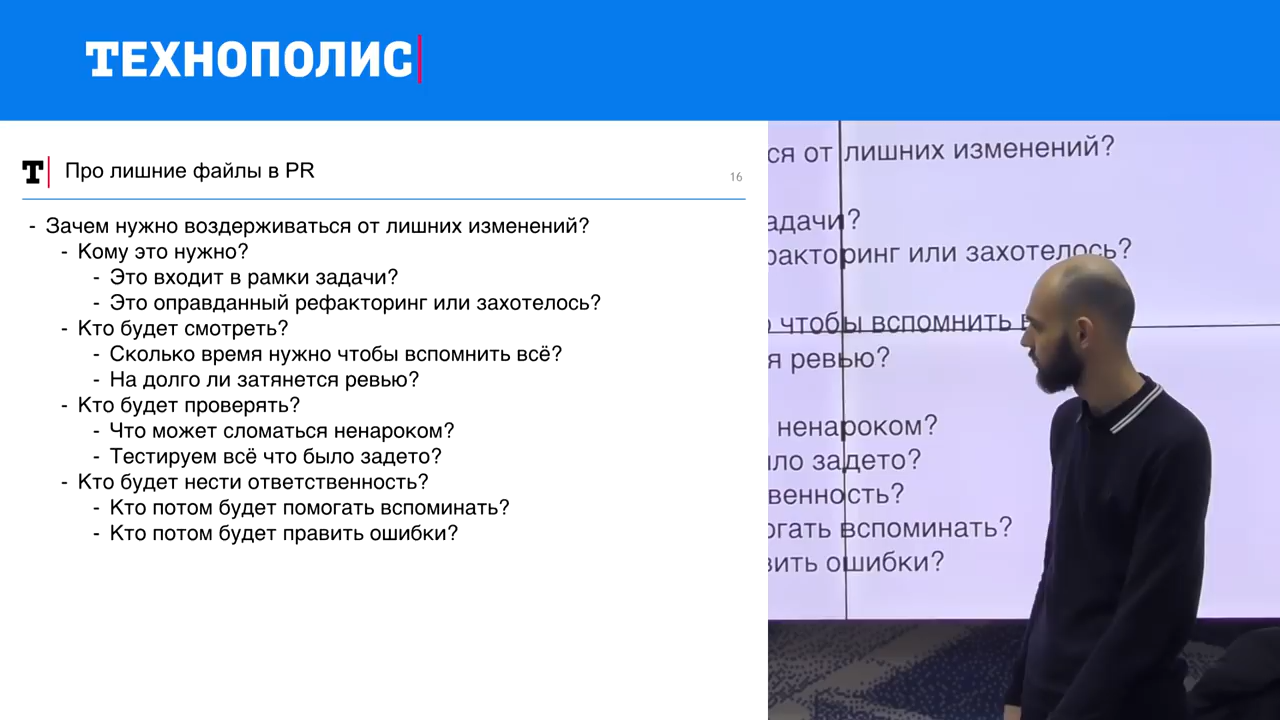 ТЕХНОПОЛИС
Т Про лишние файлы в PR
16
- Зачем нужно воздерживаться от лишних изменений?
- Кому это нужно?
- Это входит в рамки задачи?
- Это оправданный рефакторинг или захотелось?
- Кто будет смотреть?
- Сколько время нужно чтобы вспомнить всё?
- На долго ли затянется ревью?
- Кто будет проверять?
- Что может сломаться ненароком?
- Тестируем всё что было задето?
- Кто будет нести ответственность?
- Кто потом будет помогать вспоминать?
- Кто потом будет править ошибки?
ся от лишних изменений?
адачи?
факторинг или захотелось?
чтобы вспомнить
я ревью?
ненароком?
ло задето?
венность?
огать вспоминать?
вить ошибки?